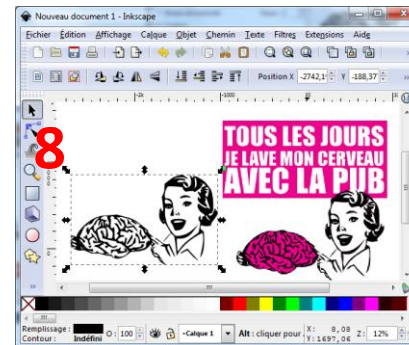 Nouveau document 1 - Inkscape
Fichier Édition Affichage Calque Objet Chemin Texte Filtres Extensions Aide
Position X -2742,1 Y -188,37
-2k -1000
8
TOUS LES JOURS
JE LAVE MON CERVEAU
AVEC LA PUB
Remplissage : O: 100 -Calque 1 Alt : cliquer pour X: 8,08 Z: 12%
Contour : Indéfini Y: 1697,06